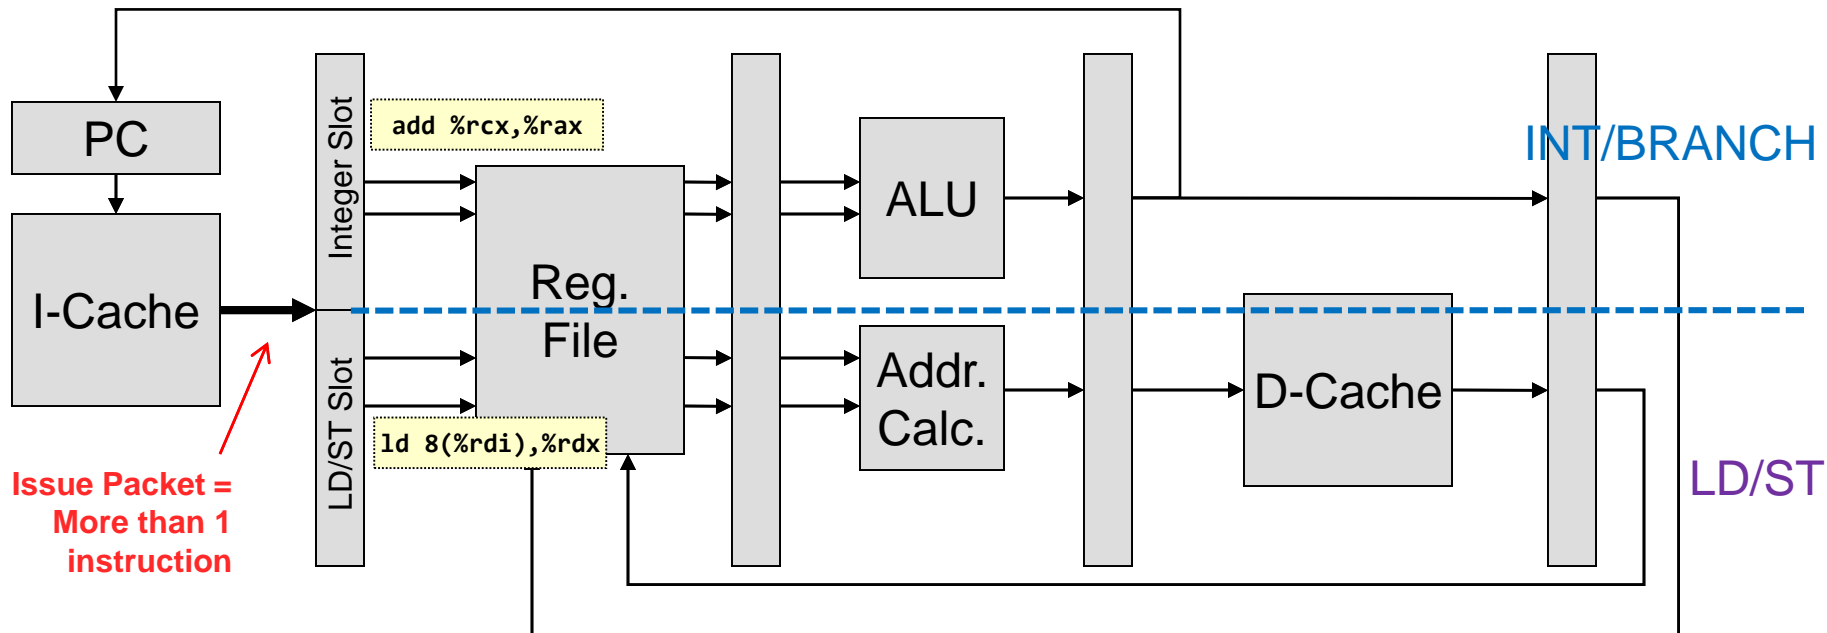 PC
I-Cache
Issue Packet =
More than 1
instruction
Integer Slot
LD/ST Slot
add %rcx,%rax
ld 8(%rdi),%rdx
Reg.
File
ALU
Addr.
Calc.
D-Cache
INT/BRANCH
LD/ST